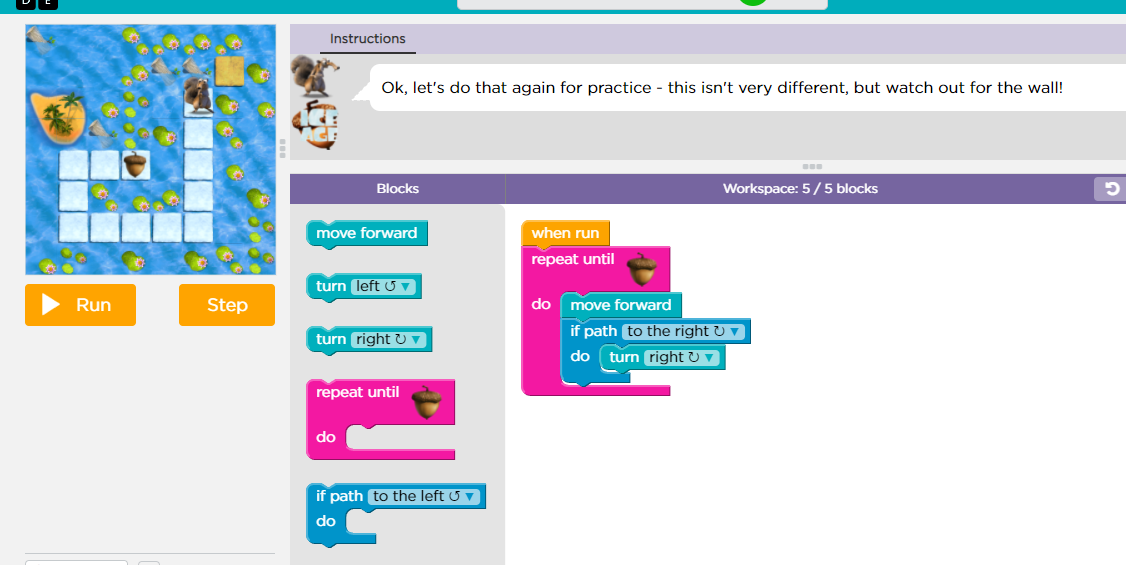 D E
Instructions
Ok, let's do that again for practice - this isn't very different, but watch out for the wall!
ICE
AGE
Blocks
Workspace: 5 / 5 blocks
move forward
turn left ↺ ▼
turn right ↻ ▼
repeat until
do
if path to the left ↺ ▼
do
when run
repeat until
do move forward
if path to the right ↻ ▼
do turn right ↻ ▼
Run
Step